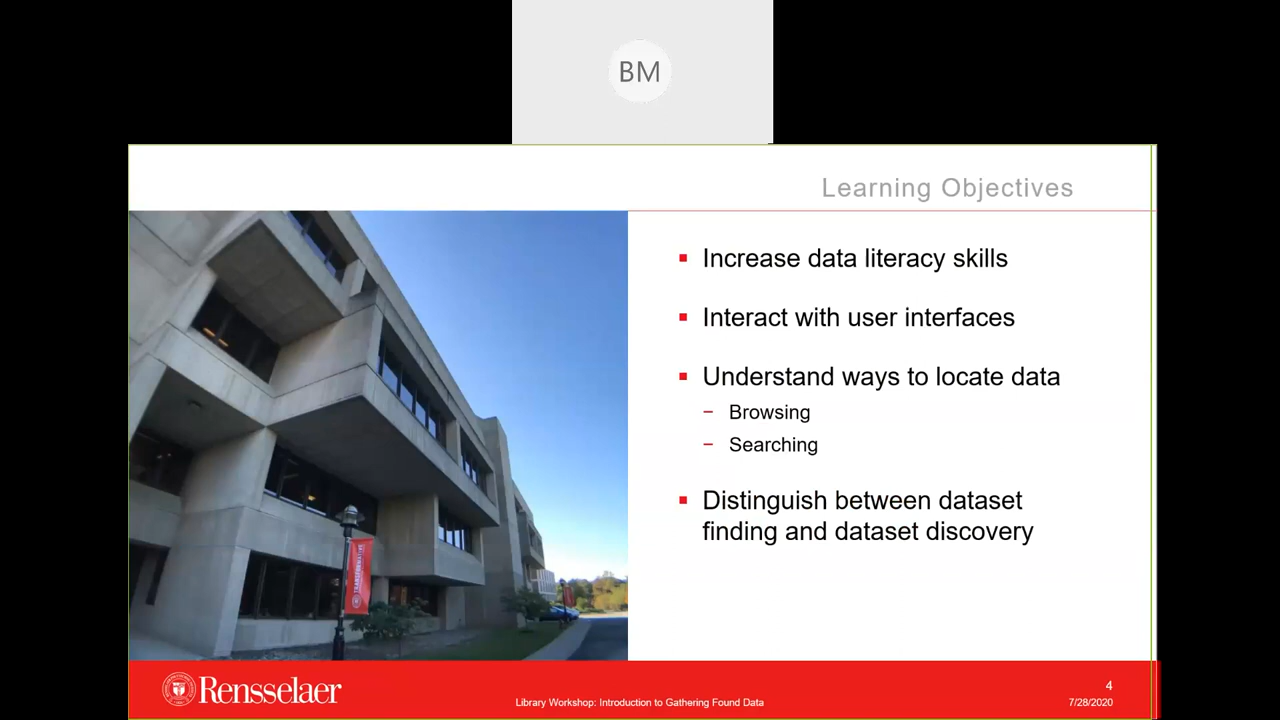 BM
Learning Objectives
Increase data literacy skills
Interact with user interfaces
Understand ways to locate data
– Browsing
– Searching
Distinguish between dataset
finding and dataset discovery
TRANSFORMATIVE
Rensselaer
Library Workshop: Introduction to Gathering Found Data
4
7/28/2020